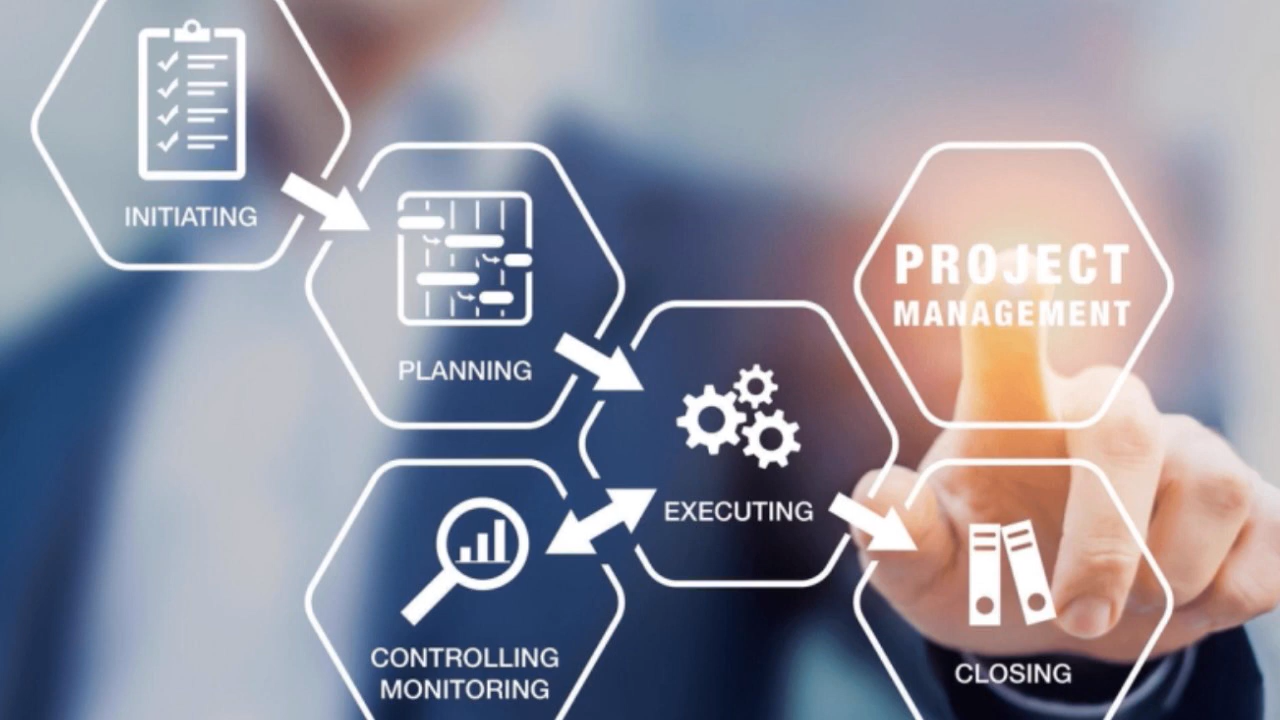 INITIATING
PLANNING
PROJECT
MANAGEMENT
EXECUTING
CONTROLLING
MONITORING
CLOSING